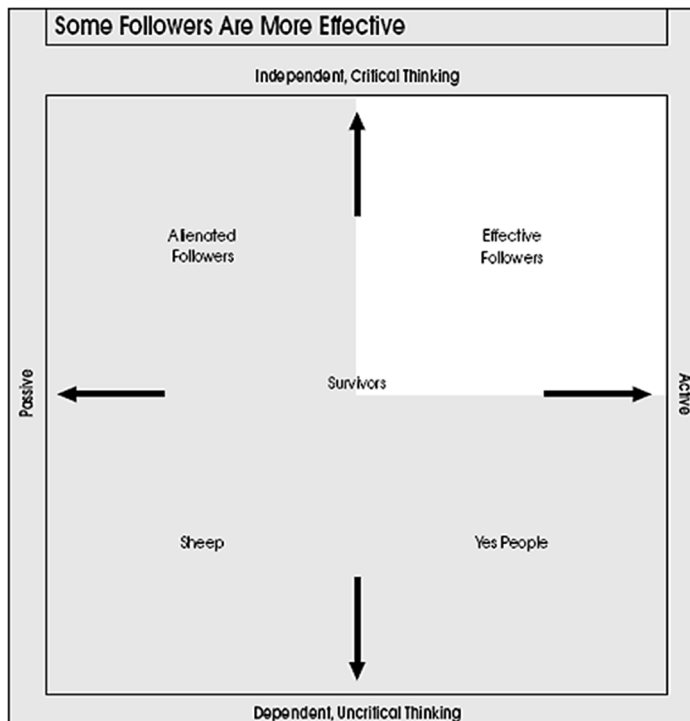 Some Followers Are More Effective
Independent, Critical Thinking
Alienated
Followers
Effective
Followers
Passive
Survivors
Active
Sheep
Yes People
Dependent, Uncritical Thinking